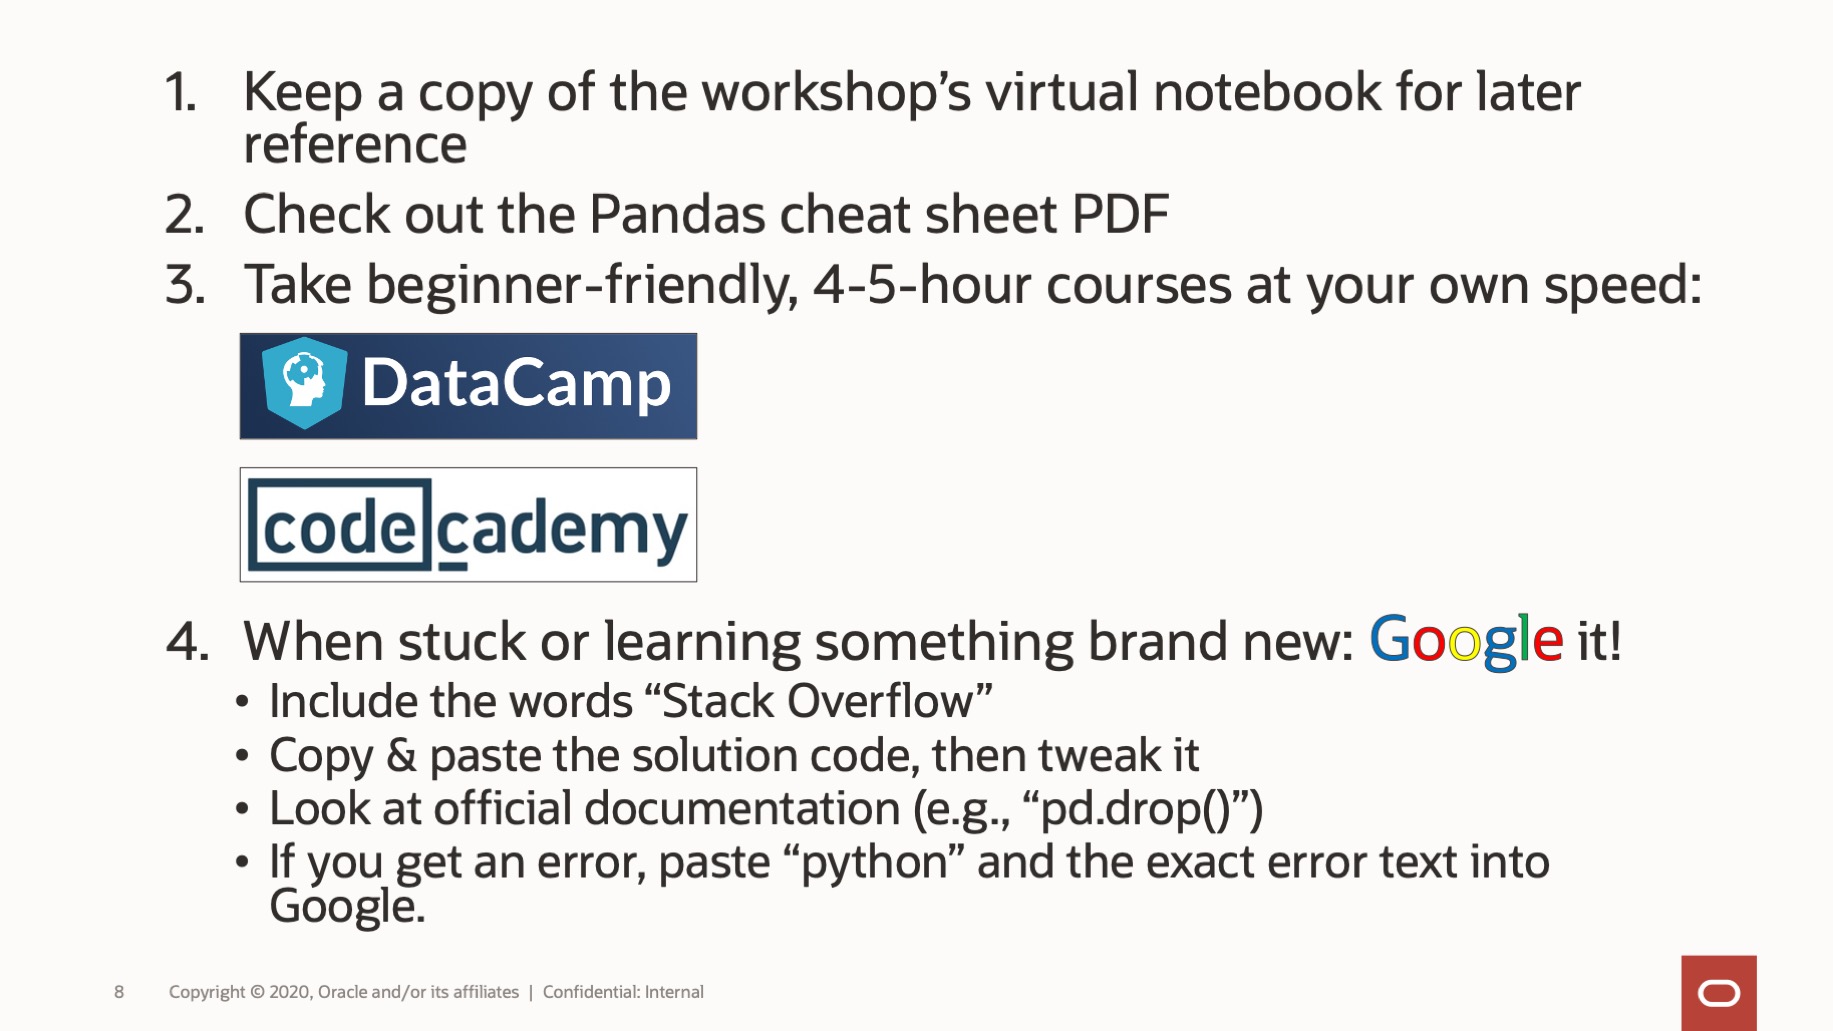 1. Keep a copy of the workshop’s virtual notebook for later
reference
2. Check out the Pandas cheat sheet PDF
3. Take beginner-friendly, 4-5-hour courses at your own speed:
DataCamp
codecademy
4. When stuck or learning something brand new: Google it!
• Include the words “Stack Overflow”
• Copy & paste the solution code, then tweak it
• Look at official documentation (e.g., “pd.drop()”)
• If you get an error, paste “python” and the exact error text into
Google.
8 Copyright © 2020, Oracle and/or its affiliates | Confidential: Internal